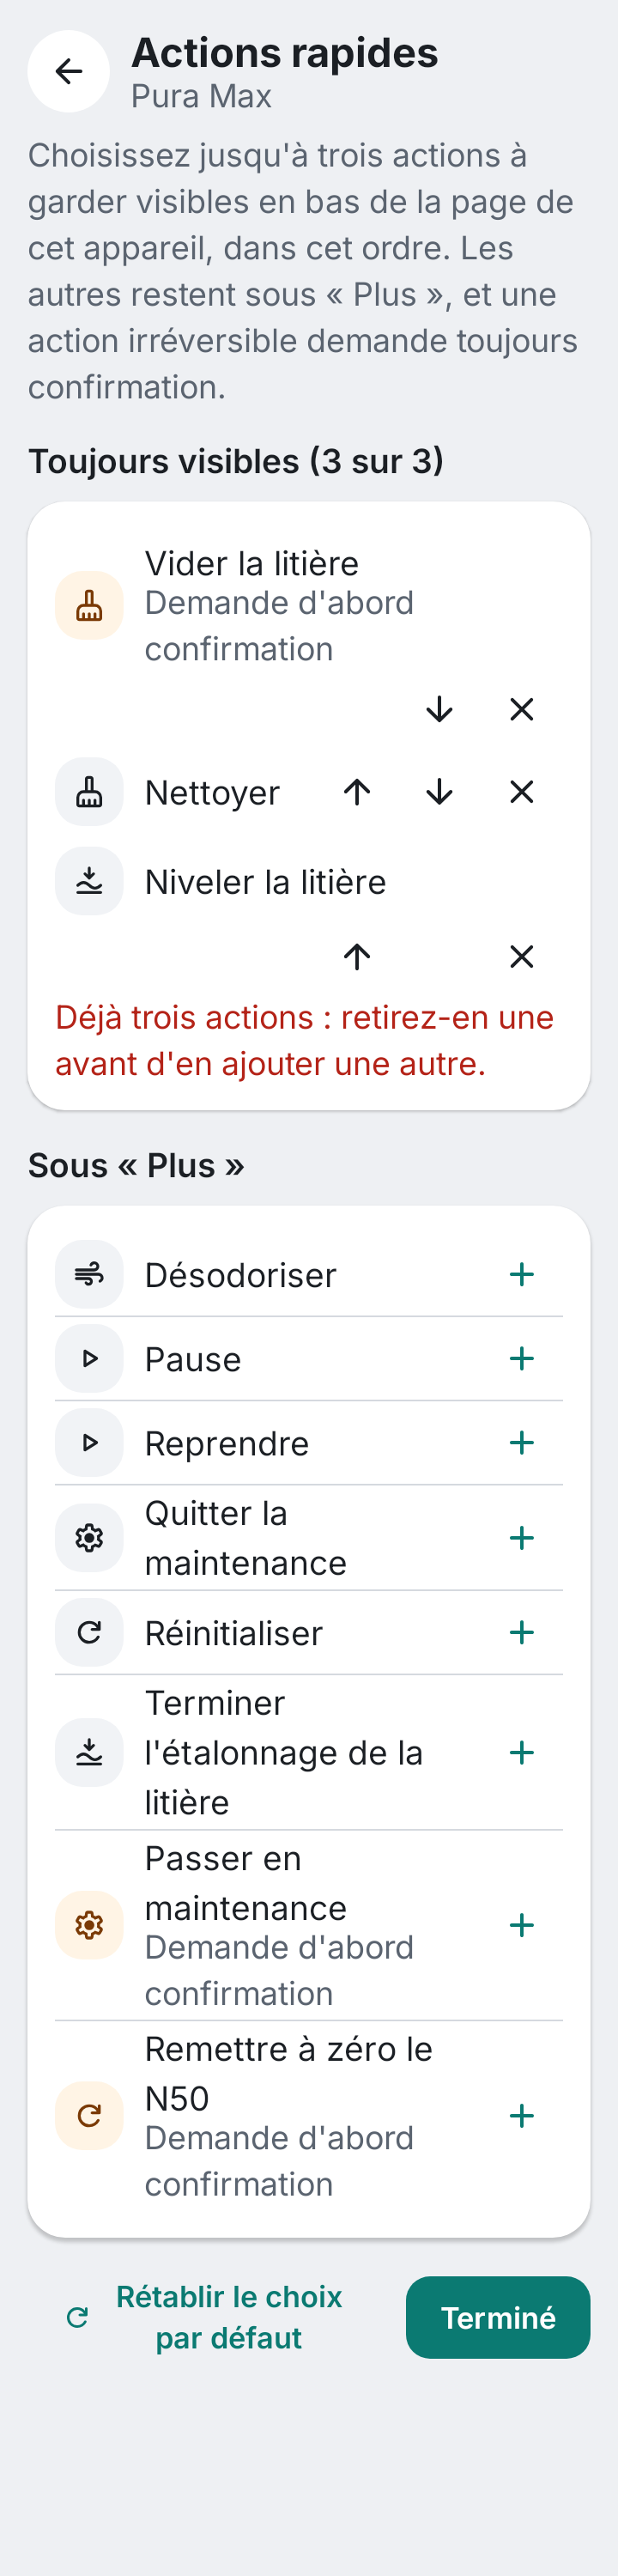 Actions rapides
Pura Max
Choisissez jusqu'à trois actions à
garder visibles en bas de la page de
cet appareil, dans cet ordre. Les
autres restent sous « Plus », et une
action irréversible demande toujours
confirmation.
Toujours visibles (3 sur 3)
Vider la litière
Demande d'abord
confirmation
Nettoyer
Niveler la litière
Déjà trois actions : retirez-en une
avant d'en ajouter une autre.
Sous « Plus »
Désodoriser
Pause
Reprendre
Quitter la
maintenance
Réinitialiser
Terminer
l'étalonnage de la
litière
Passer en
maintenance
Demande d'abord
confirmation
Remettre à zéro le
N50
Demande d'abord
confirmation
Rétablir le choix
par défaut
Terminé